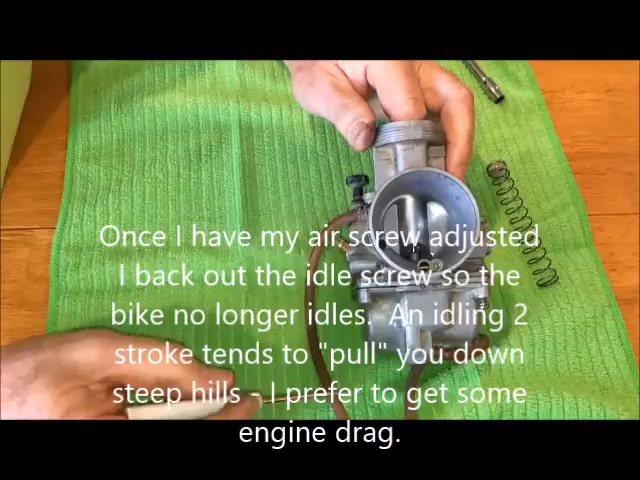 Once I have my air screw adjusted
I back out the idle screw so the
bike no longer idles.  An idling 2
stroke tends to "pull" you down
steep hills - I prefer to get some
engine drag.